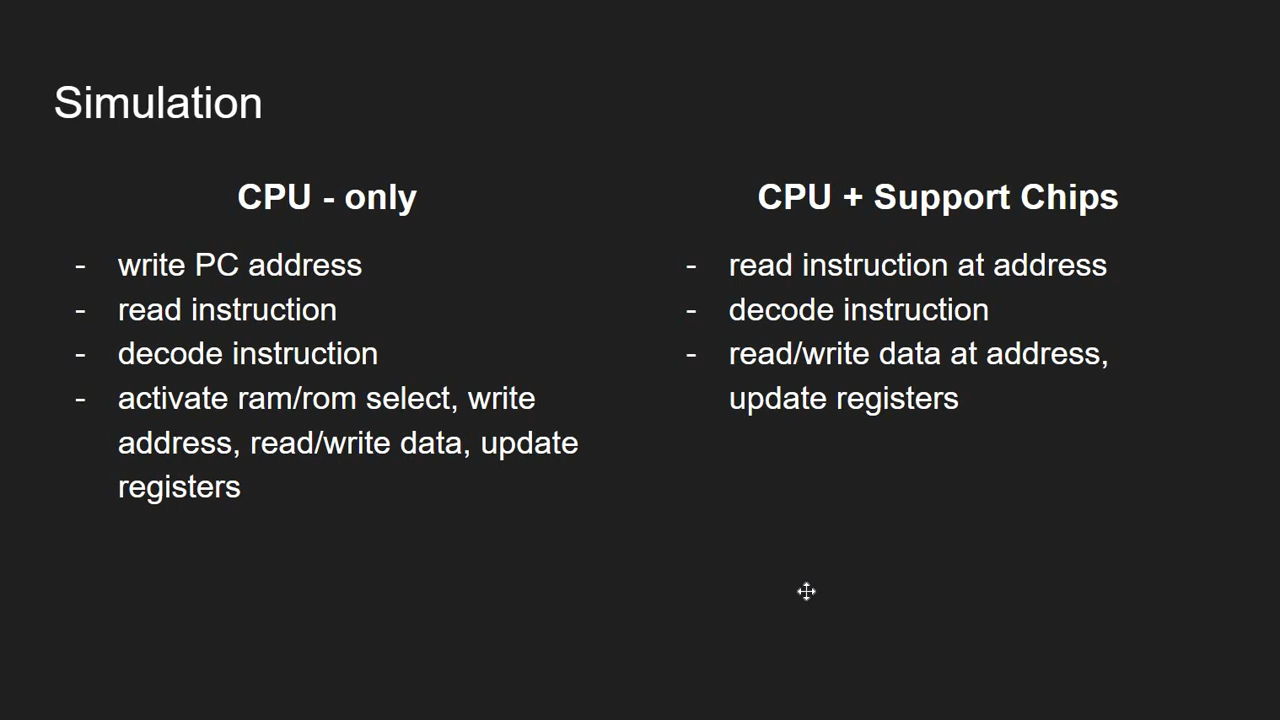 Simulation
CPU - only
- write PC address
- read instruction
- decode instruction
- activate ram/rom select, write
address, read/write data, update
registers
CPU + Support Chips
- read instruction at address
- decode instruction
- read/write data at address,
update registers